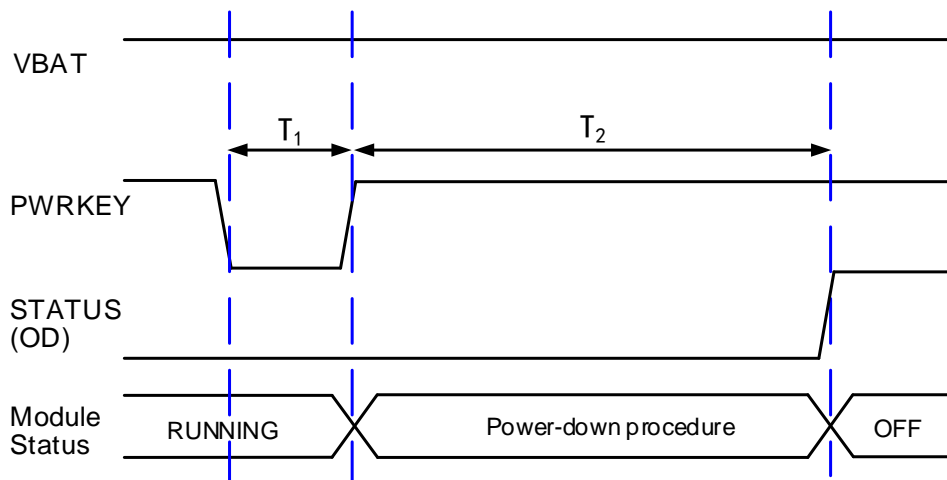 VBAT
T₁
T₂
PWRKEY
STATUS
(OD)
Module
Status
RUNNING
Power-down procedure
OFF